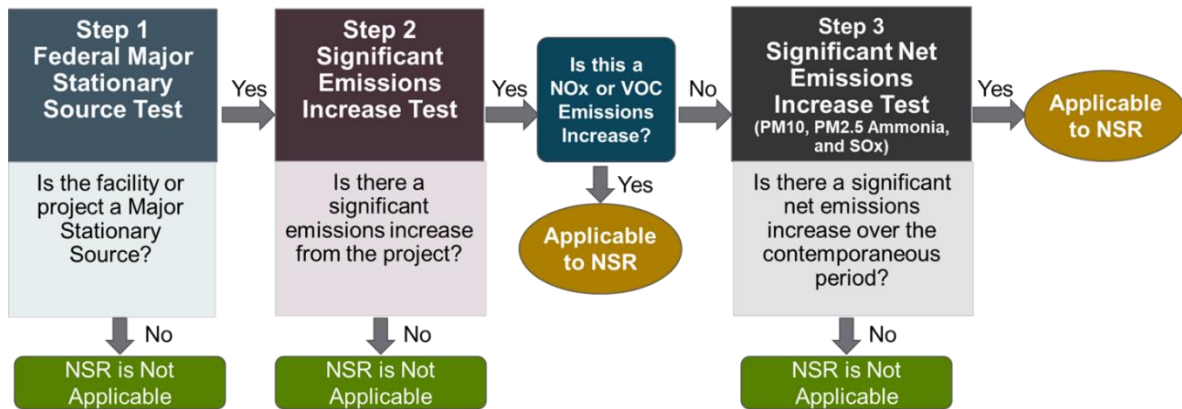 Step 1
Federal Major
Stationary
Source Test
Is the facility or
project a Major
Stationary
Source?
Yes
No
NSR is Not
Applicable
Step 2
Significant
Emissions
Increase Test
Is there a
significant
emissions increase
from the project?
Yes
No
NSR is Not
Applicable
Is this a
NOx or VOC
Emissions
Increase?
Yes
Applicable
to NSR
No
Step 3
Significant Net
Emissions
Increase Test
(PM10, PM2.5 Ammonia,
and SOx)
Is there a significant
net emissions
increase over the
contemporaneous
period?
No
NSR is Not
Applicable
Yes
Applicable
to NSR